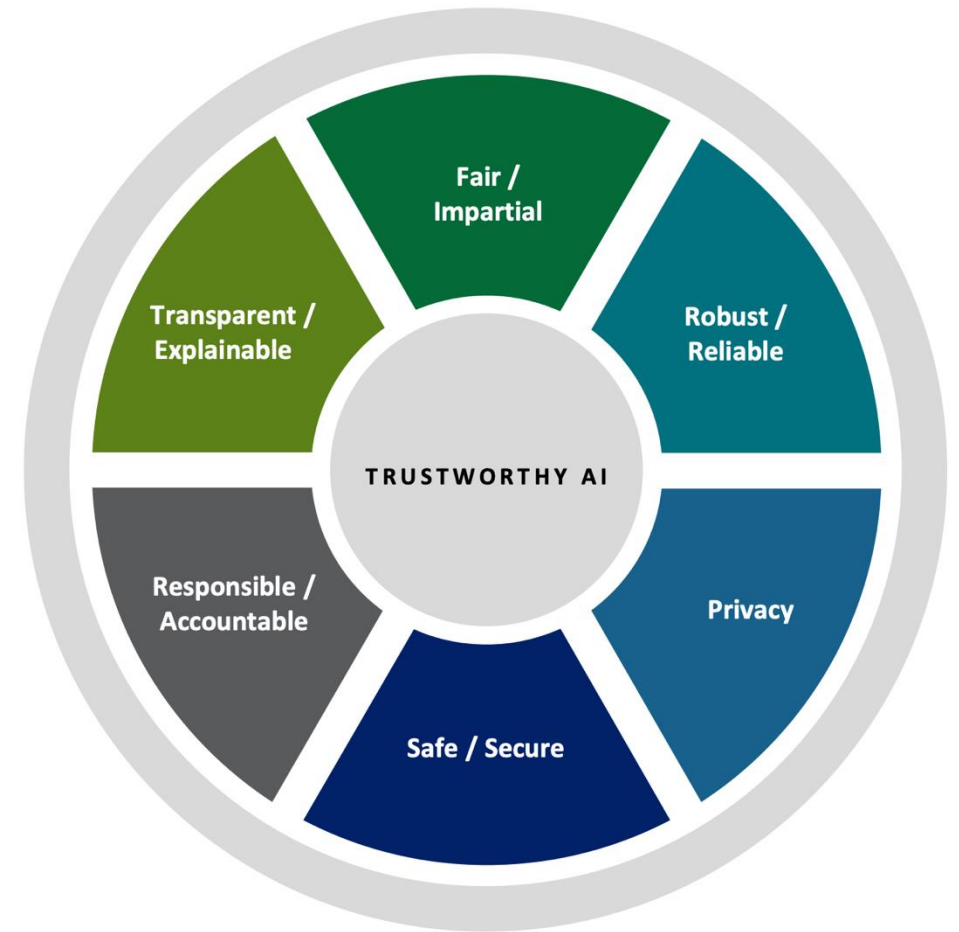 Fair /
Impartial
Transparent /
Explainable
Robust /
Reliable
TRUSTWORTHY AI
Responsible /
Accountable
Privacy
Safe / Secure